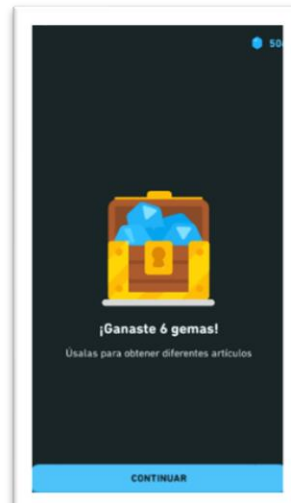 ¡Ganaste 6 gemas!
Úsalas para obtener diferentes artículos
CONTINUAR